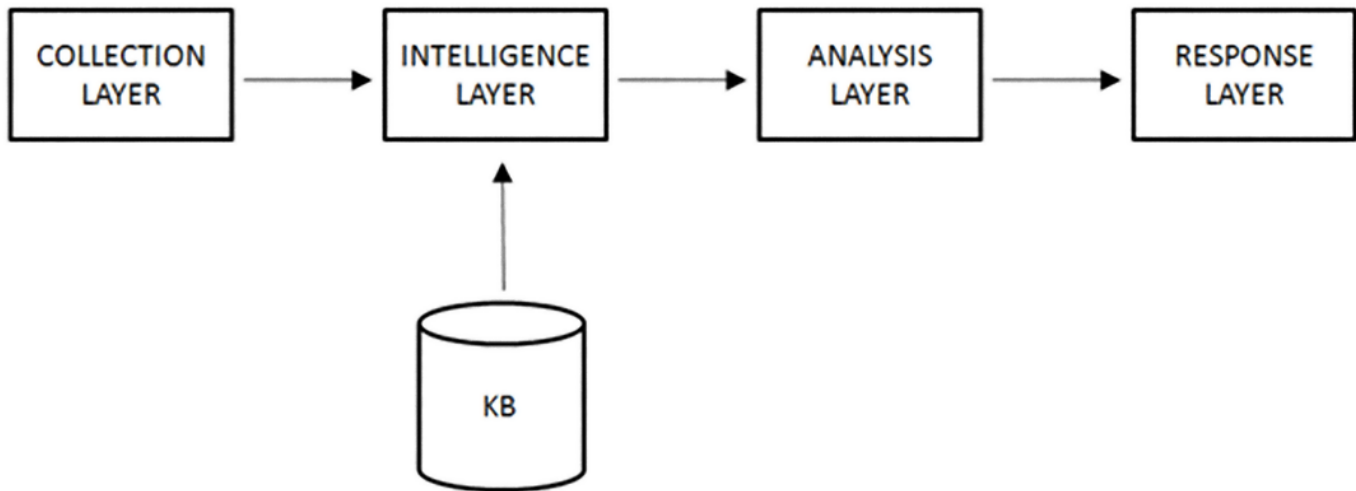 COLLECTION
LAYER
INTELLIGENCE
LAYER
ANALYSIS
LAYER
RESPONSE
LAYER
KB